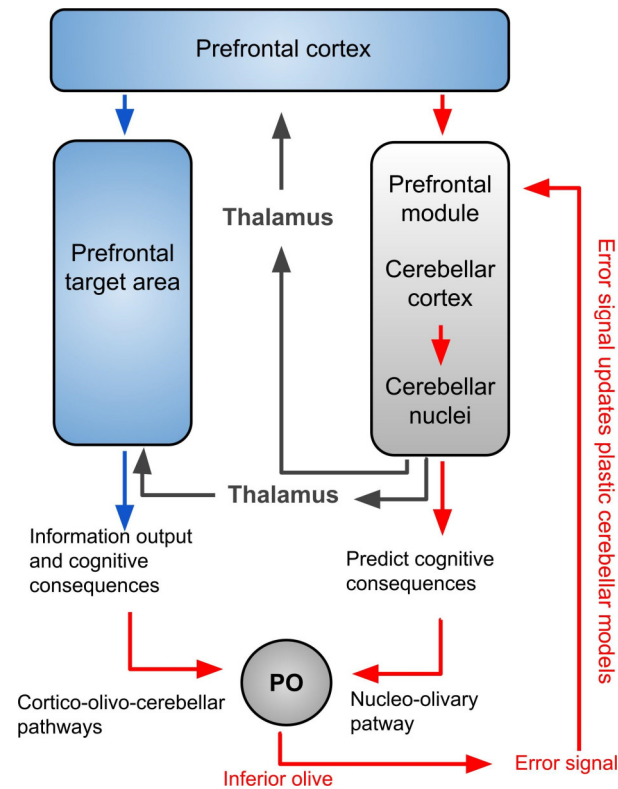 Prefrontal cortex
Prefrontal
target area
Thalamus
Prefrontal
module
Cerebellar
cortex
Cerebellar
nuclei
Thalamus
Information output
and cognitive
consequences
Predict cognitive
consequences
PO
Cortico-olivo-cerebellar
pathways
Nucleo-olivary
patway
Inferior olive
Error signal
Error signal updates plastic cerebellar models